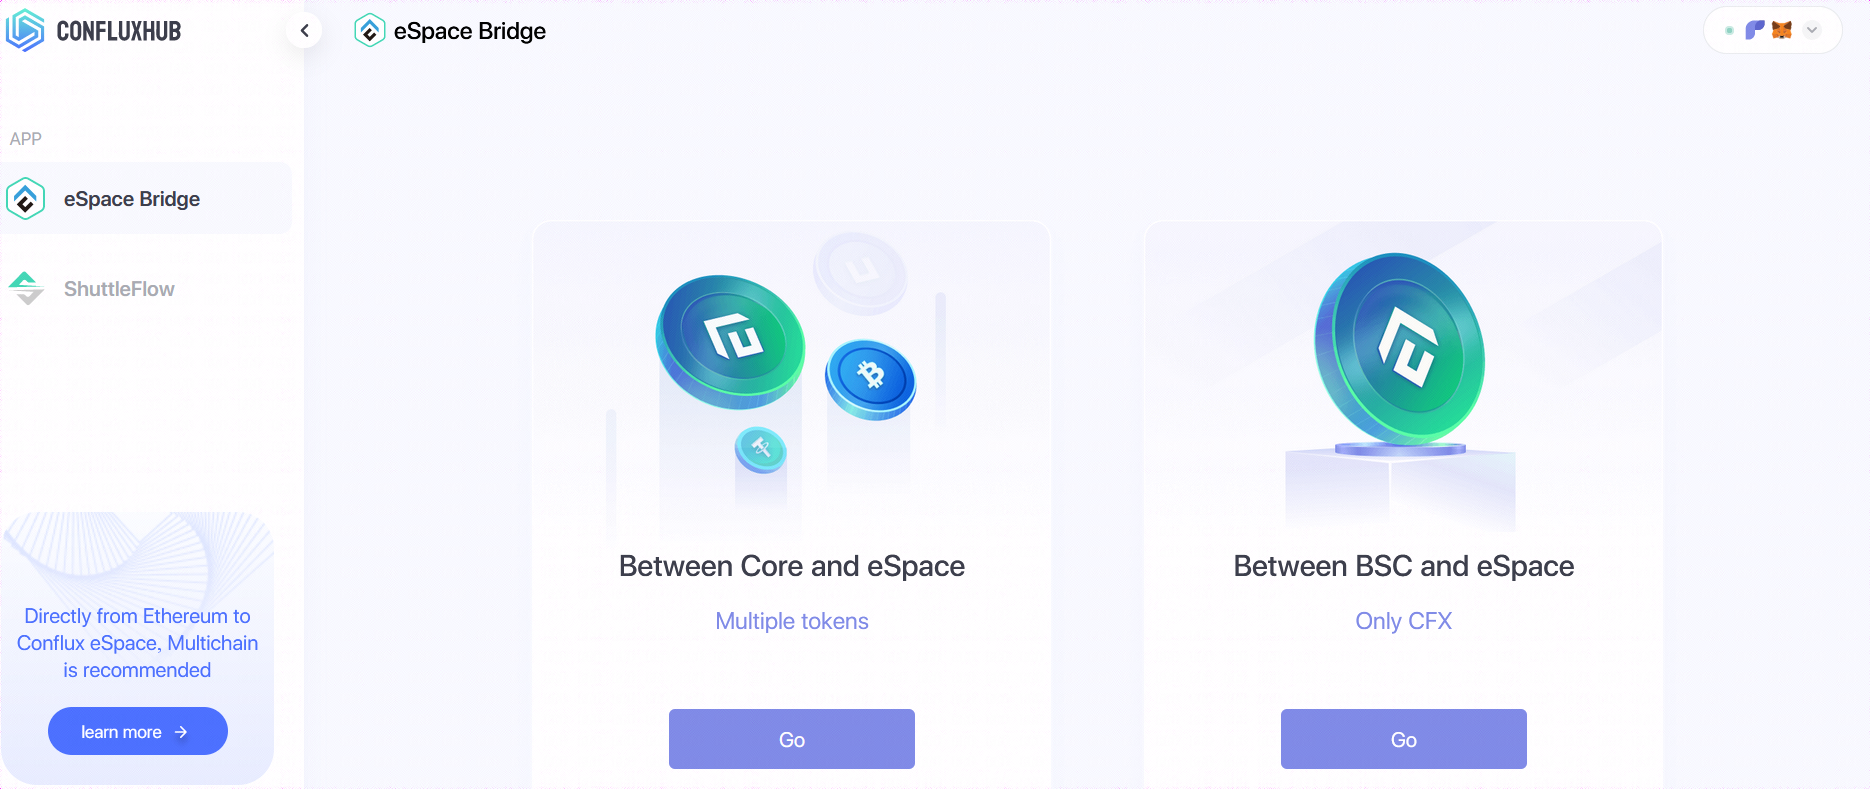 CONFLUXHUB
eSpace Bridge
APP
eSpace Bridge
ShuttleFlow
Directly from Ethereum to
Conflux eSpace, Multichain
is recommended
learn more
Between Core and eSpace
Multiple tokens
Go
Between BSC and eSpace
Only CFX
Go